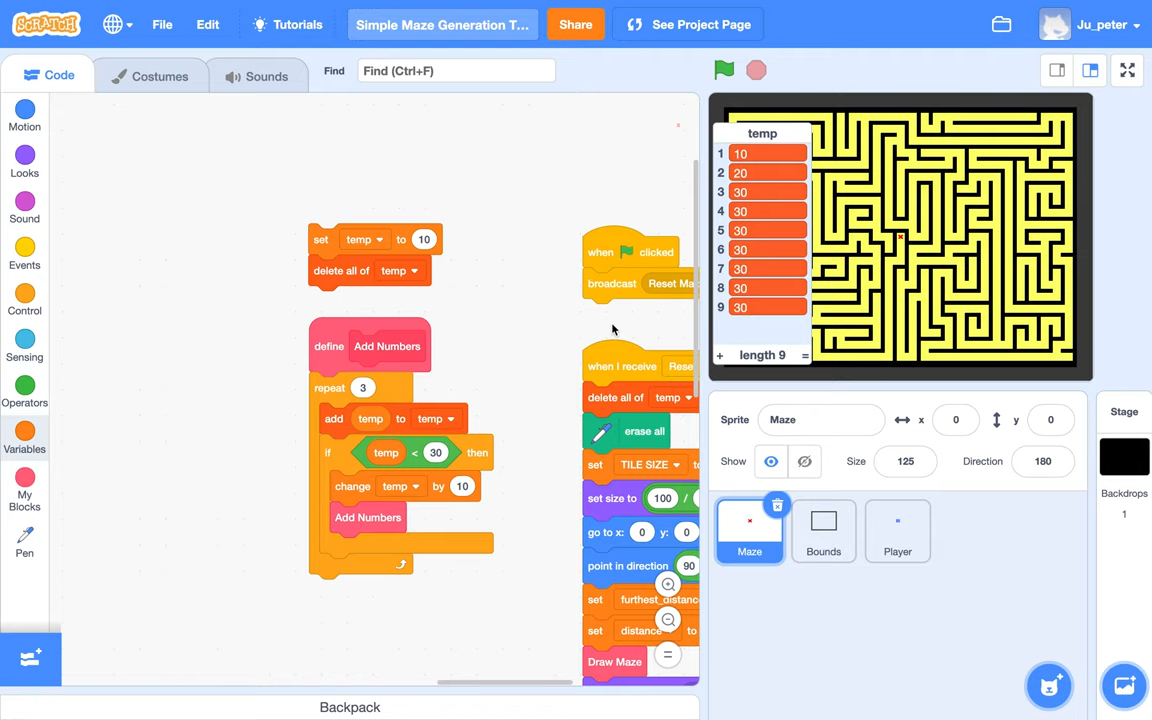 SCRATCH File Edit Tutorials Simple Maze Generation T... Share See Project Page Ju_peter
Code Costumes Sounds Find Find (Ctrl+F)
Motion
Looks
Sound
Events
Control
Sensing
Operators
Variables
My
Blocks
Pen
set temp to 10
delete all of temp
define Add Numbers
repeat 3
add temp to temp
if temp < 30 then
change temp by 10
Add Numbers
when clicked
broadcast Reset Ma
when I receive Rese
delete all of temp
erase all
set TILE SIZE to
set size to 100 /
go to x: 0 y: 0
point in direction 90
set furthest_distanc
set distance to
Draw Maze
temp
1 10
2 20
3 30
4 30
5 30
6 30
7 30
8 30
9 30
+ length 9 =
Sprite Maze x 0 y 0
Show Size 125 Direction 180
Maze
Bounds
Player
Stage
Backdrops
1
Backpack